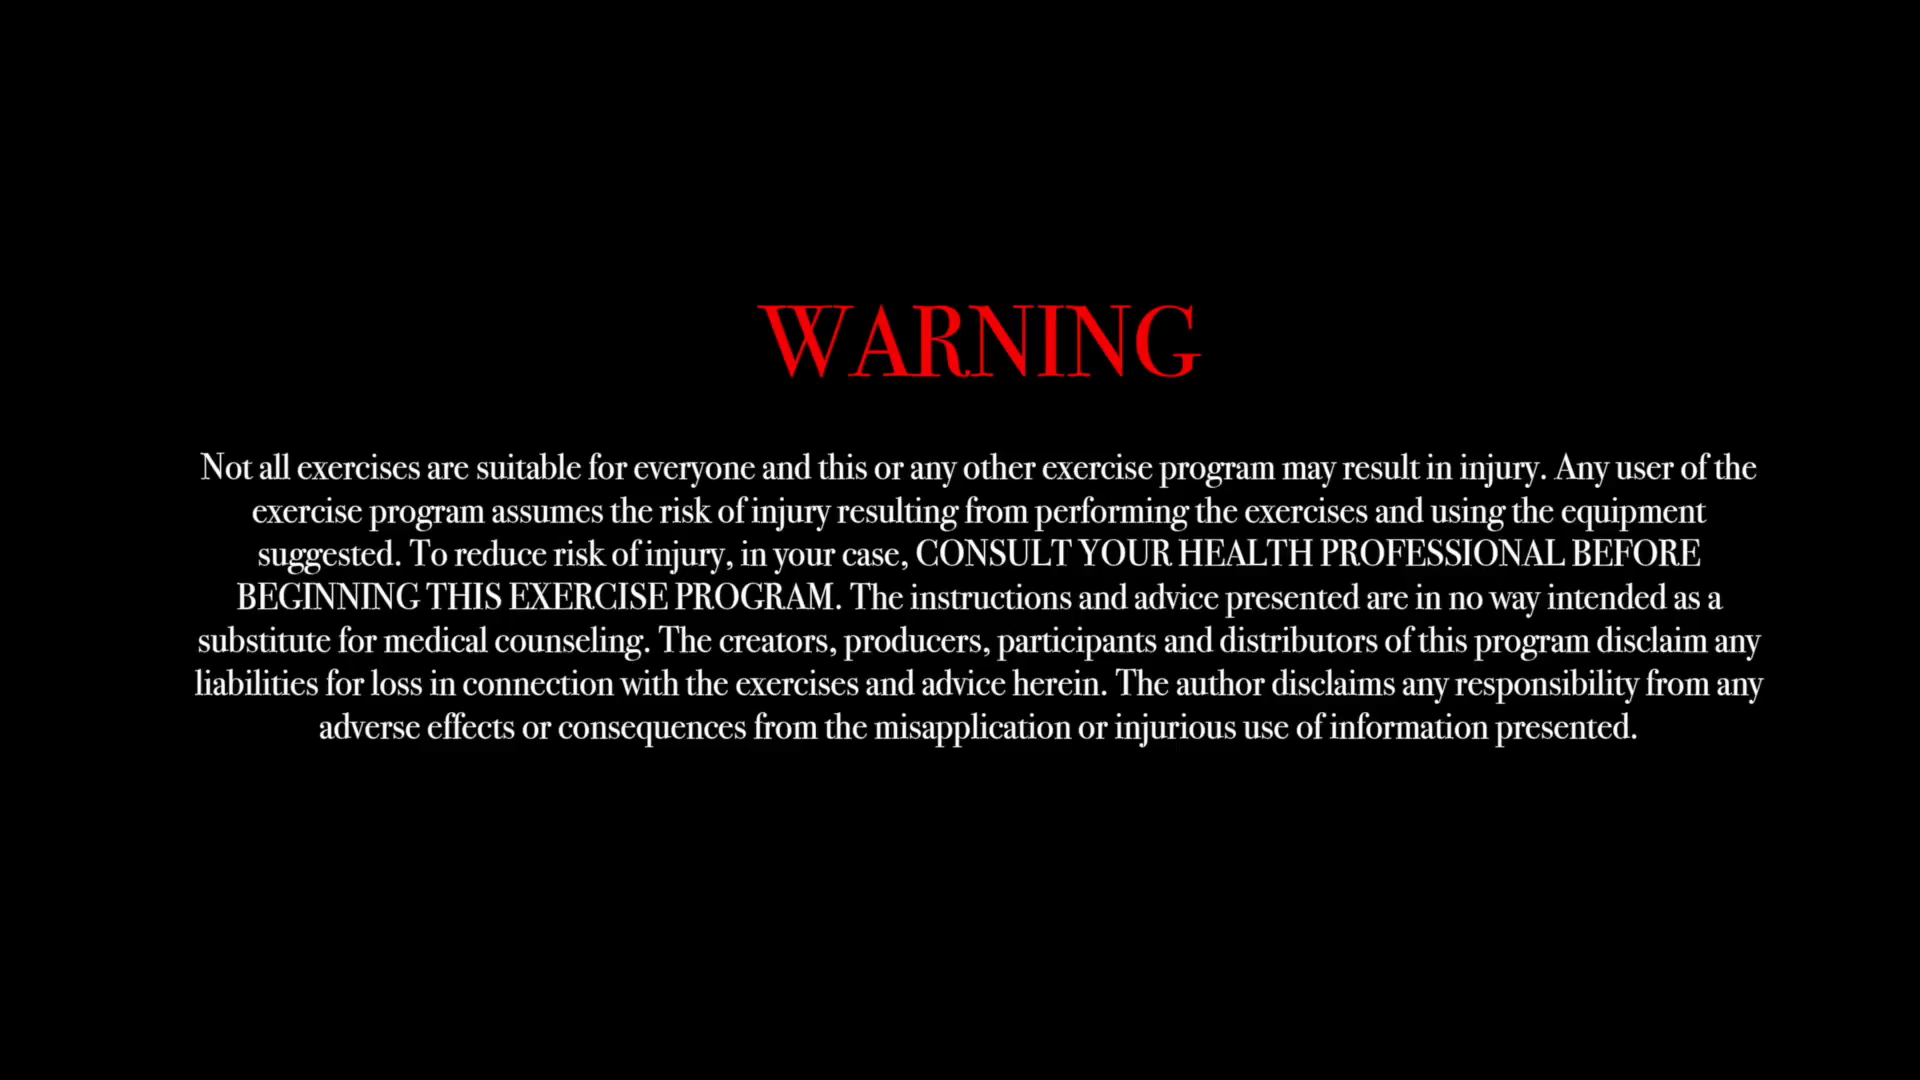 WARNING
Not all exercises are suitable for everyone and this or any other exercise program may result in injury. Any user of the
exercise program assumes the risk of injury resulting from performing the exercises and using the equipment
suggested. To reduce risk of injury, in your case, CONSULT YOUR HEALTH PROFESSIONAL BEFORE
BEGINNING THIS EXERCISE PROGRAM. The instructions and advice presented are in no way intended as a
substitute for medical counseling. The creators, producers, participants and distributors of this program disclaim any
liabilities for loss in connection with the exercises and advice herein. The author disclaims any responsibility from any
adverse effects or consequences from the misapplication or injurious use of information presented.